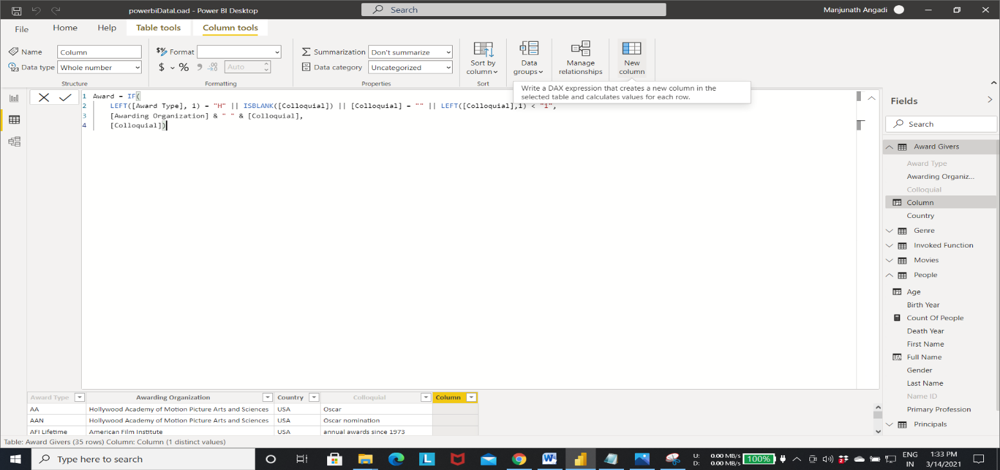 powerbiDataLoad - Power BI Desktop
Search
Manjunath Angadi
File Home Help Table tools Column tools
Name Column
Data type Whole number
Structure
$% Format
$ % 9 .00 Auto
Formatting
Summarization Don't summarize
Data category Uncategorized
Properties
Sort by
column
Sort
Data
groups
Manage
relationships
New
column
Write a DAX expression that creates a new column in the
selected table and calculates values for each row.
1 Award = IF(
2 LEFT([Award Type], 1) = "H" || ISBLANK([Colloquial]) || [Colloquial] = "" || LEFT([Colloquial],1) < "1",
3 [Awarding Organization] & " " & [Colloquial],
4 [Colloquial])
Fields
Search
Award Givers
Award Type
Awarding Organiz...
Colloquial
Column
Country
Genre
Invoked Function
Movies
People
Age
Birth Year
Count Of People
Death Year
First Name
Full Name
Gender
Last Name
Name ID
Primary Profession
Principals
Award Type Awarding Organization Country Colloquial Column
AA Hollywood Academy of Motion Picture Arts and Sciences USA Oscar
AAN Hollywood Academy of Motion Picture Arts and Sciences USA Oscar nomination
AFI Lifetime American Film Institute USA annual awards since 1973
Table: Award Givers (35 rows) Column: Column (1 distinct values)
Type here to search
U: 0.00 MB/s
D: 0.00 MB/s
100%
ENG
IN
1:33 PM
3/14/2021